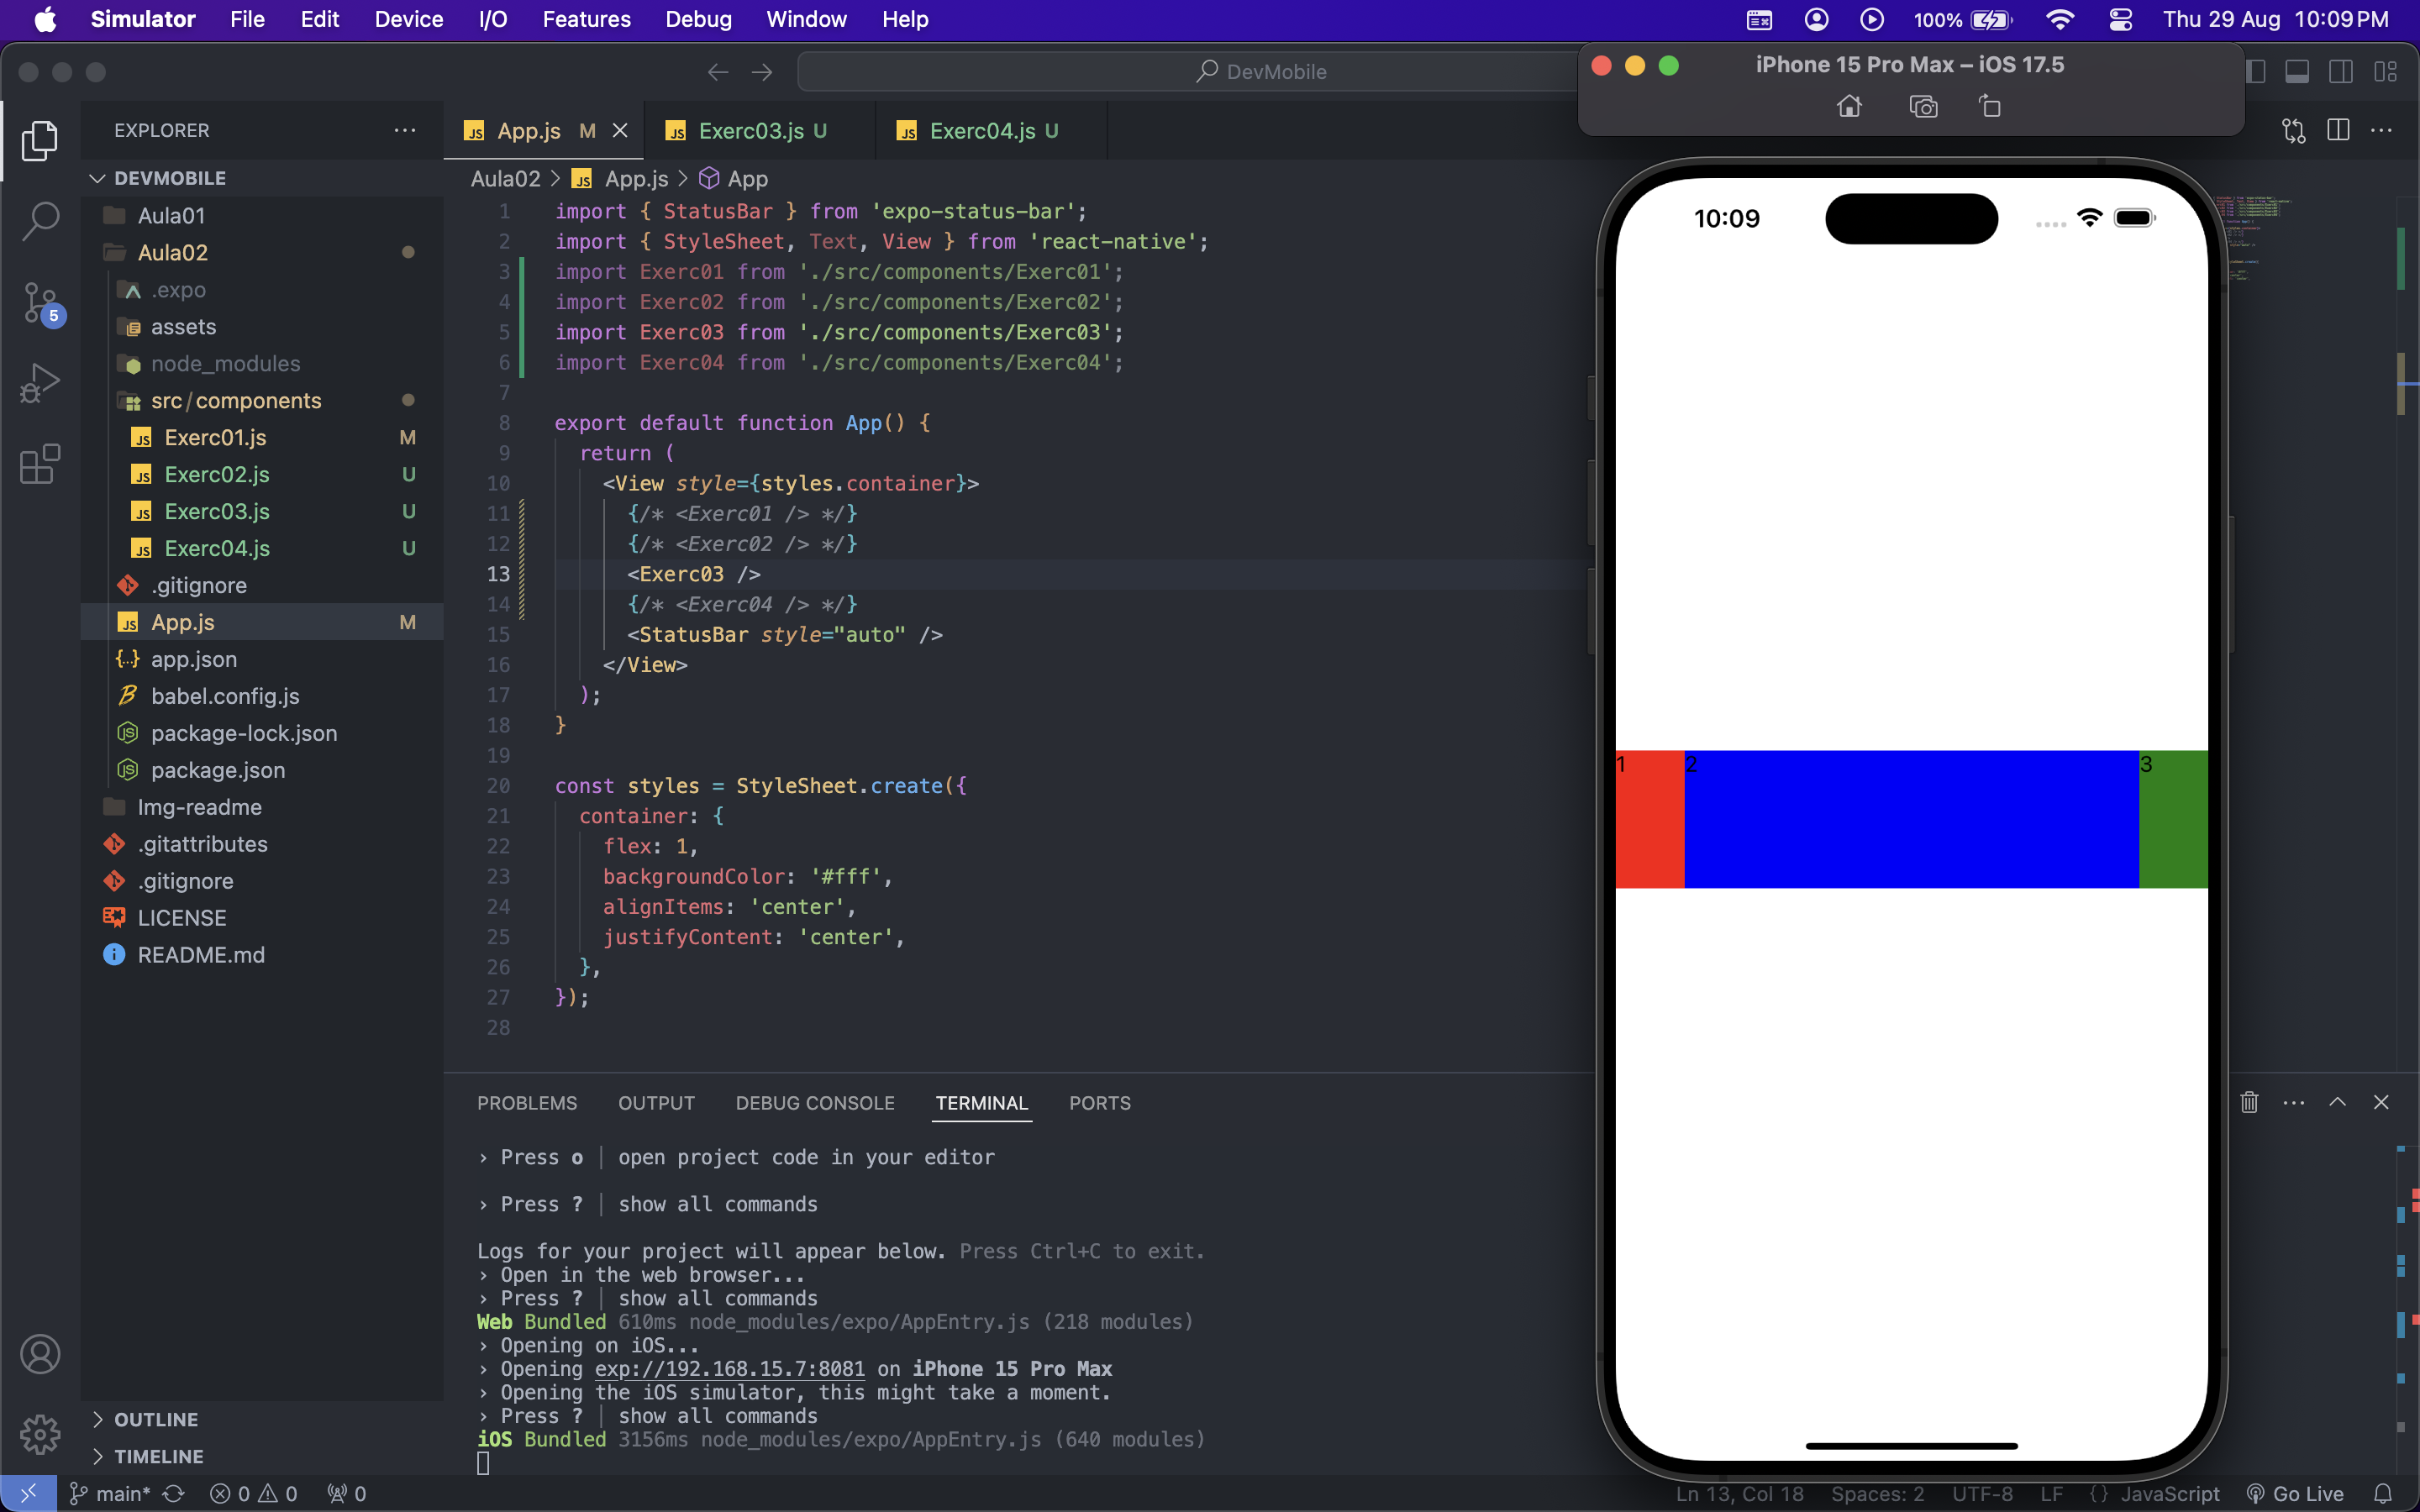 Simulator File Edit Device I/O Features Debug Window Help 100% Thu 29 Aug 10:09 PM
DevMobile
iPhone 15 Pro Max – iOS 17.5
EXPLORER
DEVMOBILE
Aula01
Aula02
.expo
assets
node_modules
src/components
Exerc01.js M
Exerc02.js U
Exerc03.js U
Exerc04.js U
.gitignore
App.js M
app.json
babel.config.js
package-lock.json
package.json
Img-readme
.gitattributes
.gitignore
LICENSE
README.md
OUTLINE
TIMELINE
5
App.js M Exerc03.js U Exerc04.js U
Aula02 > App.js > App
1 import { StatusBar } from 'expo-status-bar';
2 import { StyleSheet, Text, View } from 'react-native';
3 import Exerc01 from './src/components/Exerc01';
4 import Exerc02 from './src/components/Exerc02';
5 import Exerc03 from './src/components/Exerc03';
6 import Exerc04 from './src/components/Exerc04';
7
8 export default function App() {
9 return (
10 <View style={styles.container}>
11 {/* <Exerc01 /> */}
12 {/* <Exerc02 /> */}
13 <Exerc03 />
14 {/* <Exerc04 /> */}
15 <StatusBar style="auto" />
16 </View>
17 );
18 }
19
20 const styles = StyleSheet.create({
21 container: {
22 flex: 1,
23 backgroundColor: '#fff',
24 alignItems: 'center',
25 justifyContent: 'center',
26 },
27 });
28
PROBLEMS OUTPUT DEBUG CONSOLE TERMINAL PORTS
› Press o │ open project code in your editor
› Press ? │ show all commands
Logs for your project will appear below. Press Ctrl+C to exit.
› Open in the web browser...
› Press ? │ show all commands
Web Bundled 610ms node_modules/expo/AppEntry.js (218 modules)
› Opening on iOS...
› Opening exp://192.168.15.7:8081 on iPhone 15 Pro Max
› Opening the iOS simulator, this might take a moment.
› Press ? │ show all commands
iOS Bundled 3156ms node_modules/expo/AppEntry.js (640 modules)
10:09
1 2 3
main* 0 0 0 Ln 13, Col 18 Spaces: 2 UTF-8 LF {} JavaScript Go Live